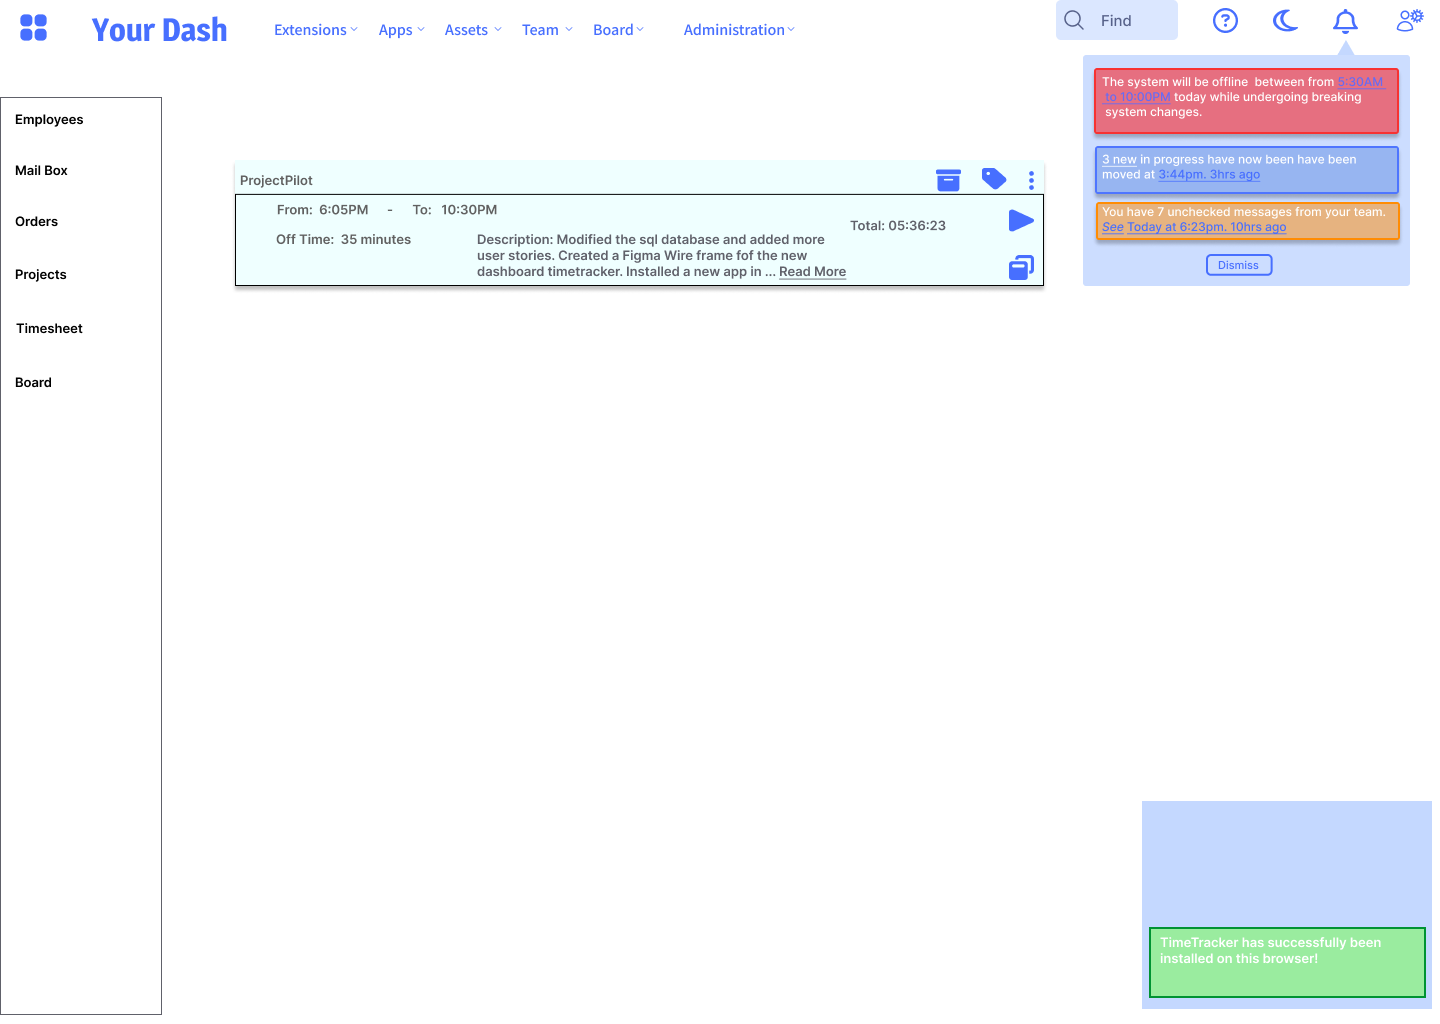 Your Dash
Extensions
Apps
Assets
Team
Board
Administration
Find
The system will be offline  between from 5:30AM
to 10:00PM today while undergoing breaking
system changes.
3 new in progress have now been have been
moved at 3:44pm. 3hrs ago
You have 7 unchecked messages from your team.
See Today at 6:23pm. 10hrs ago
Dismiss
Employees
Mail Box
Orders
Projects
Timesheet
Board
ProjectPilot
From:  6:05PM     -     To:  10:30PM
Total: 05:36:23
Off Time:  35 minutes
Description: Modified the sql database and added more
user stories. Created a Figma Wire frame fof the new
dashboard timetracker. Installed a new app in ... Read More
TimeTracker has successfully been
installed on this browser!